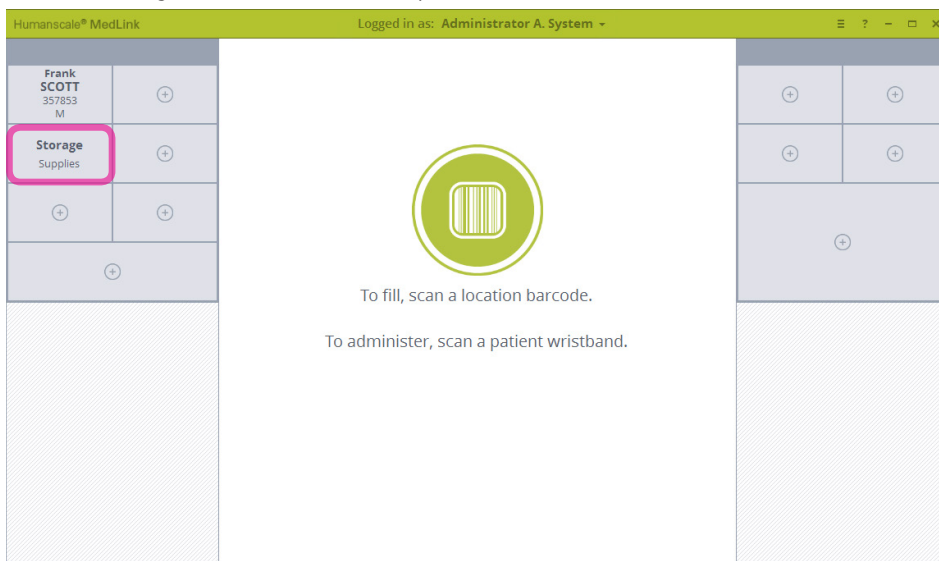 Humanscale® MedLink
Logged in as: Administrator A. System
Frank
SCOTT
357853
M
Storage
Supplies
To fill, scan a location barcode.
To administer, scan a patient wristband.